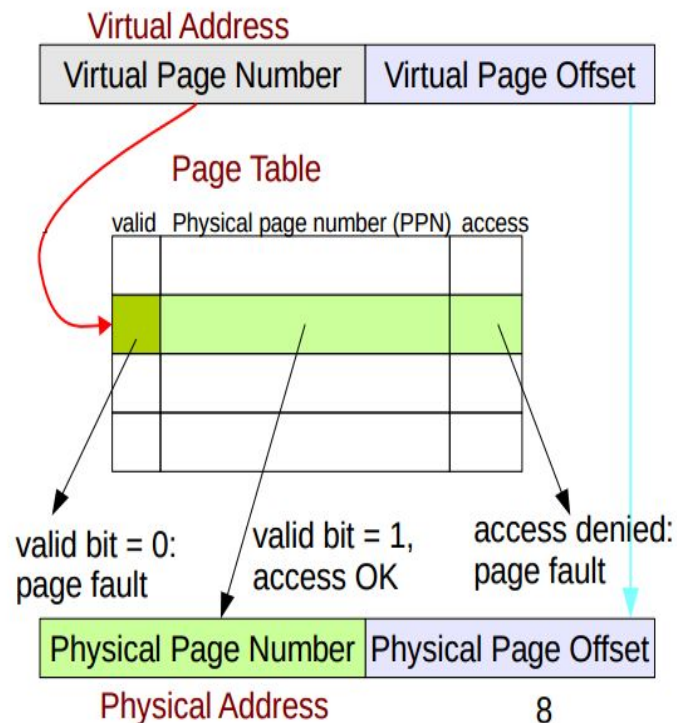 Virtual Address
Virtual Page Number Virtual Page Offset
Page Table
valid Physical page number (PPN) access
valid bit = 0:
page fault
valid bit = 1,
access OK
access denied:
page fault
Physical Page Number Physical Page Offset
Physical Address 8